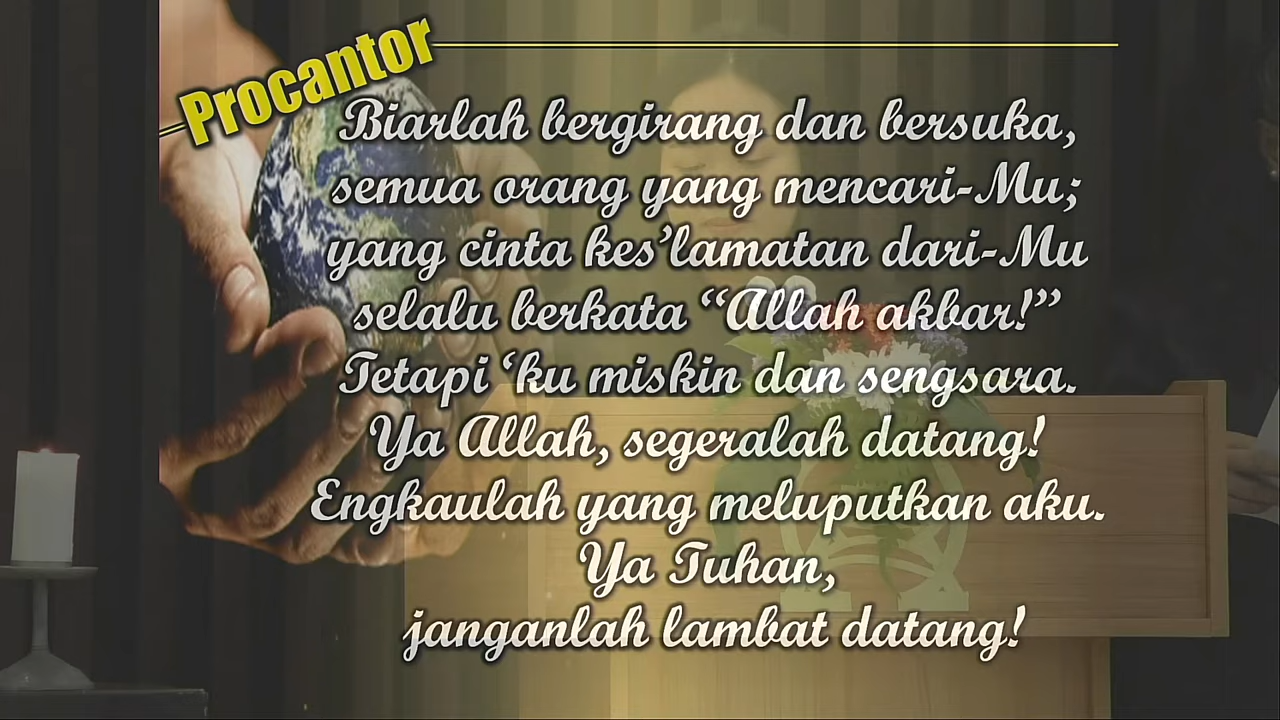 Procantor
Biarlah bergirang dan bersuka,
semua orang yang mencari-Mu;
yang cinta kes’lamatan dari-Mu
selalu berkata “Allah akbar!”
Tetapi ‘ku miskin dan sengsara.
Ya Allah, segeralah datang!
Engkaulah yang meluputkan aku.
Ya Tuhan,
janganlah lambat datang!